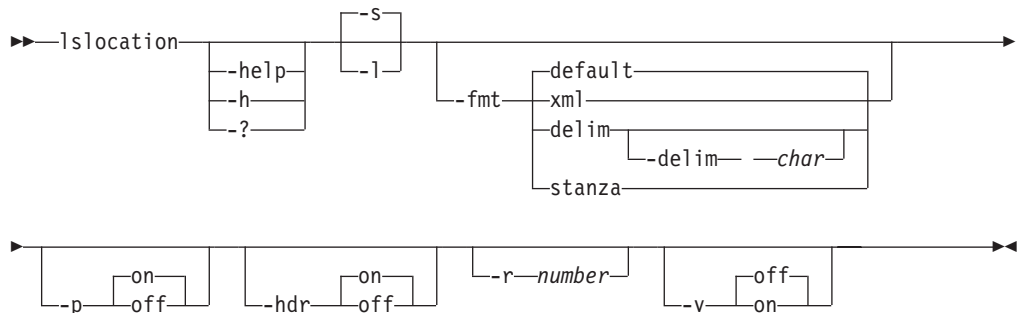 -s
lslocation
-help
-l
default
-h
-fmt
xml
-?
delim
-delim char
stanza
on
on
-r number
off
-p
off
-hdr
off
-v
on